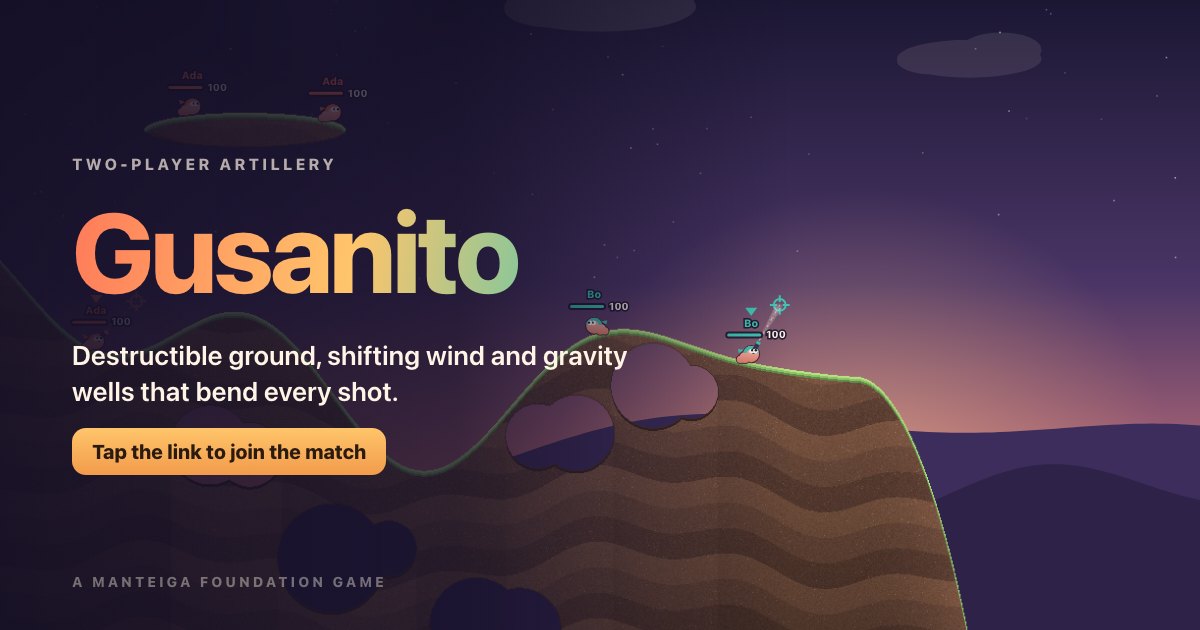 Ada
100
Ada
100
TWO-PLAYER ARTILLERY
Gusanito
Bo
100
Ada
100
Bo
100
Destructible ground, shifting wind and gravity
wells that bend every shot.
Tap the link to join the match
A MANTEIGA FOUNDATION GAME